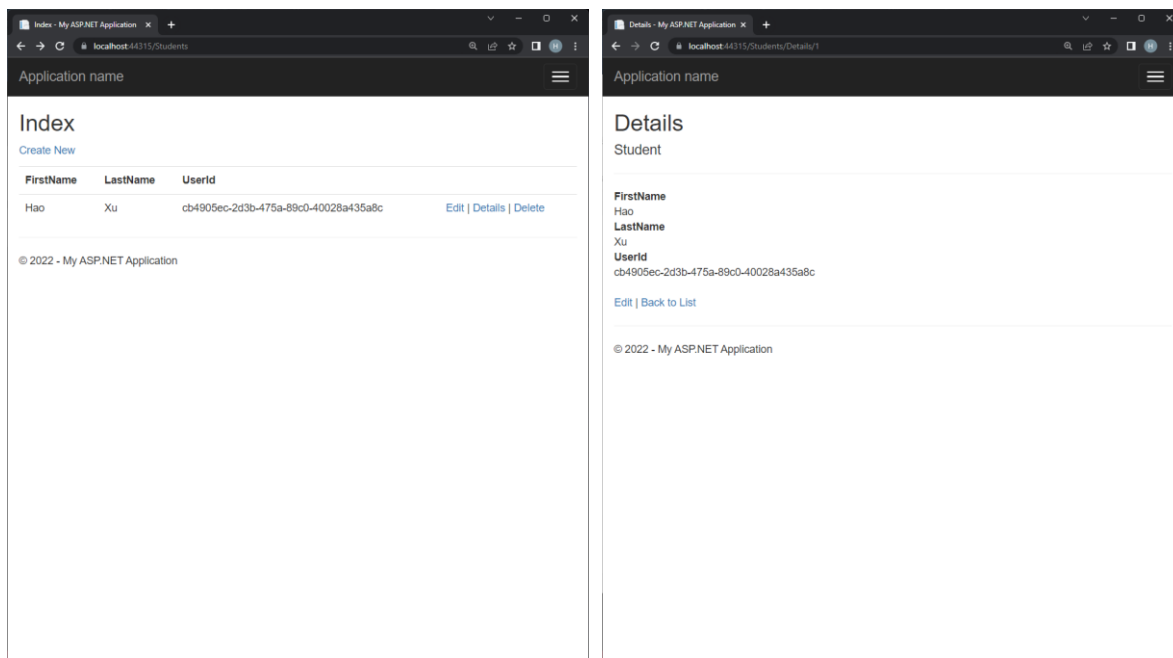 Index - My ASP.NET Application
localhost:44315/Students
H
Application name
Index
Create New
FirstName LastName UserId
Hao Xu cb4905ec-2d3b-475a-89c0-40028a435a8c Edit | Details | Delete
© 2022 - My ASP.NET Application
Details - My ASP.NET Application
localhost:44315/Students/Details/1
H
Application name
Details
Student
FirstName
Hao
LastName
Xu
UserId
cb4905ec-2d3b-475a-89c0-40028a435a8c
Edit | Back to List
© 2022 - My ASP.NET Application